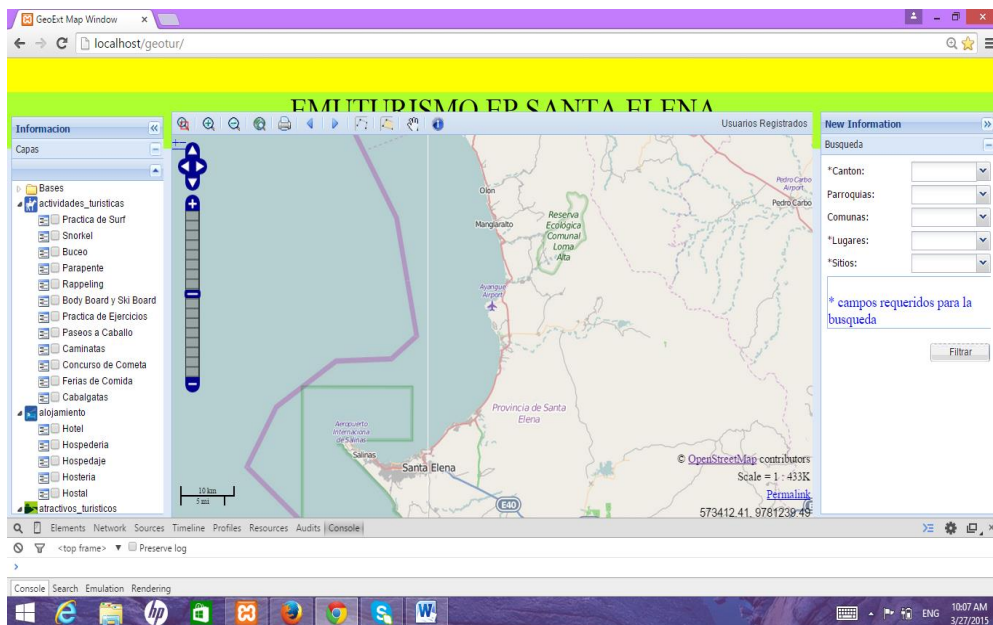 GeoExt Map Window
localhost/geotur/
EMUTURISMO EP SANTA ELENA
Informacion
Capas
Bases
actividades_turisticas
Practica de Surf
Snorkel
Buceo
Parapente
Rappeling
Body Board y Ski Board
Practica de Ejercicios
Paseos a Caballo
Caminatas
Concurso de Cometa
Ferias de Comida
Cabalgatas
alojamiento
Hotel
Hospederia
Hospedaje
Hosteria
Hostal
atractivos_turisticos
Usuarios Registrados
Olon
Manglaralto
Reserva
Ecológica
Comunal
Loma
Alta
Pedro Carbo
Airport
Pedro Carbo
Ayangue
Airport
Provincia de Santa
Elena
Aeropuerto
Internaciona
de Salinas
Salinas
Santa Elena
E40
10 km
5 mi
© OpenStreetMap contributors
Scale = 1 : 433K
Permalink
573412.41, 9781239.49
New Information
Busqueda
*Canton:
Parroquias:
Comunas:
*Lugares:
*Sitios:
* campos requeridos para la
busqueda
Filtrar
Elements Network Sources Timeline Profiles Resources Audits Console
<top frame> Preserve log
Console Search Emulation Rendering
ENG
10:07 AM
3/27/2015